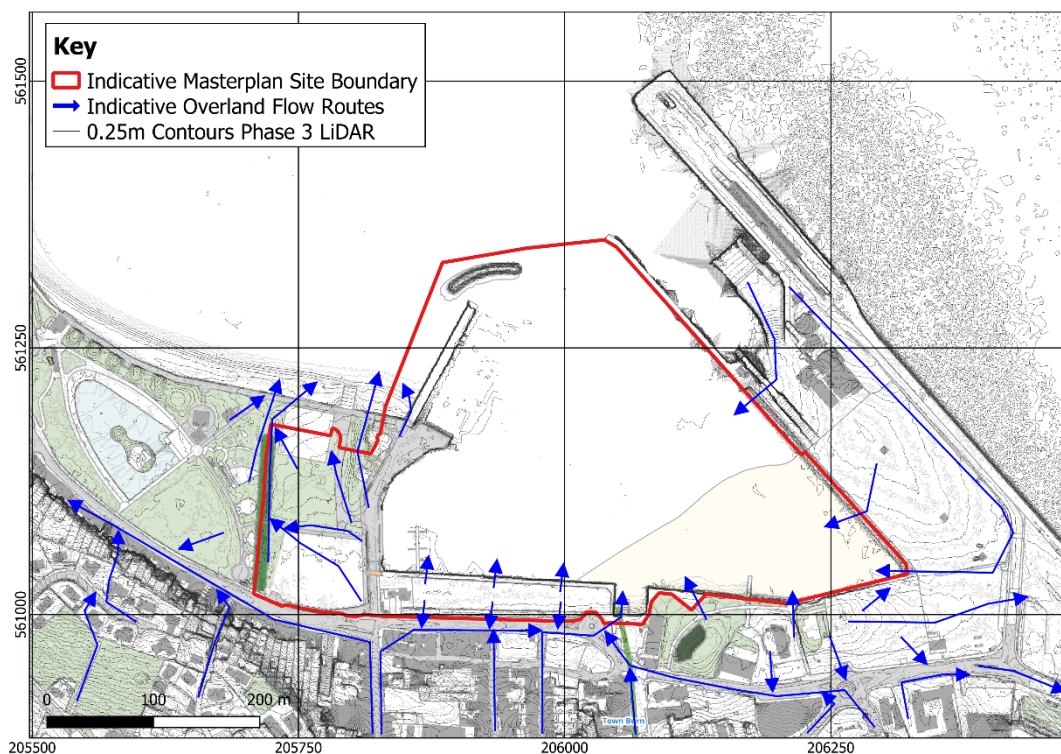 Key
Indicative Masterplan Site Boundary
Indicative Overland Flow Routes
0.25m Contours Phase 3 LiDAR
561500
561250
561000
Town Burn
0 100 200 m
205500 205750 206000 206250